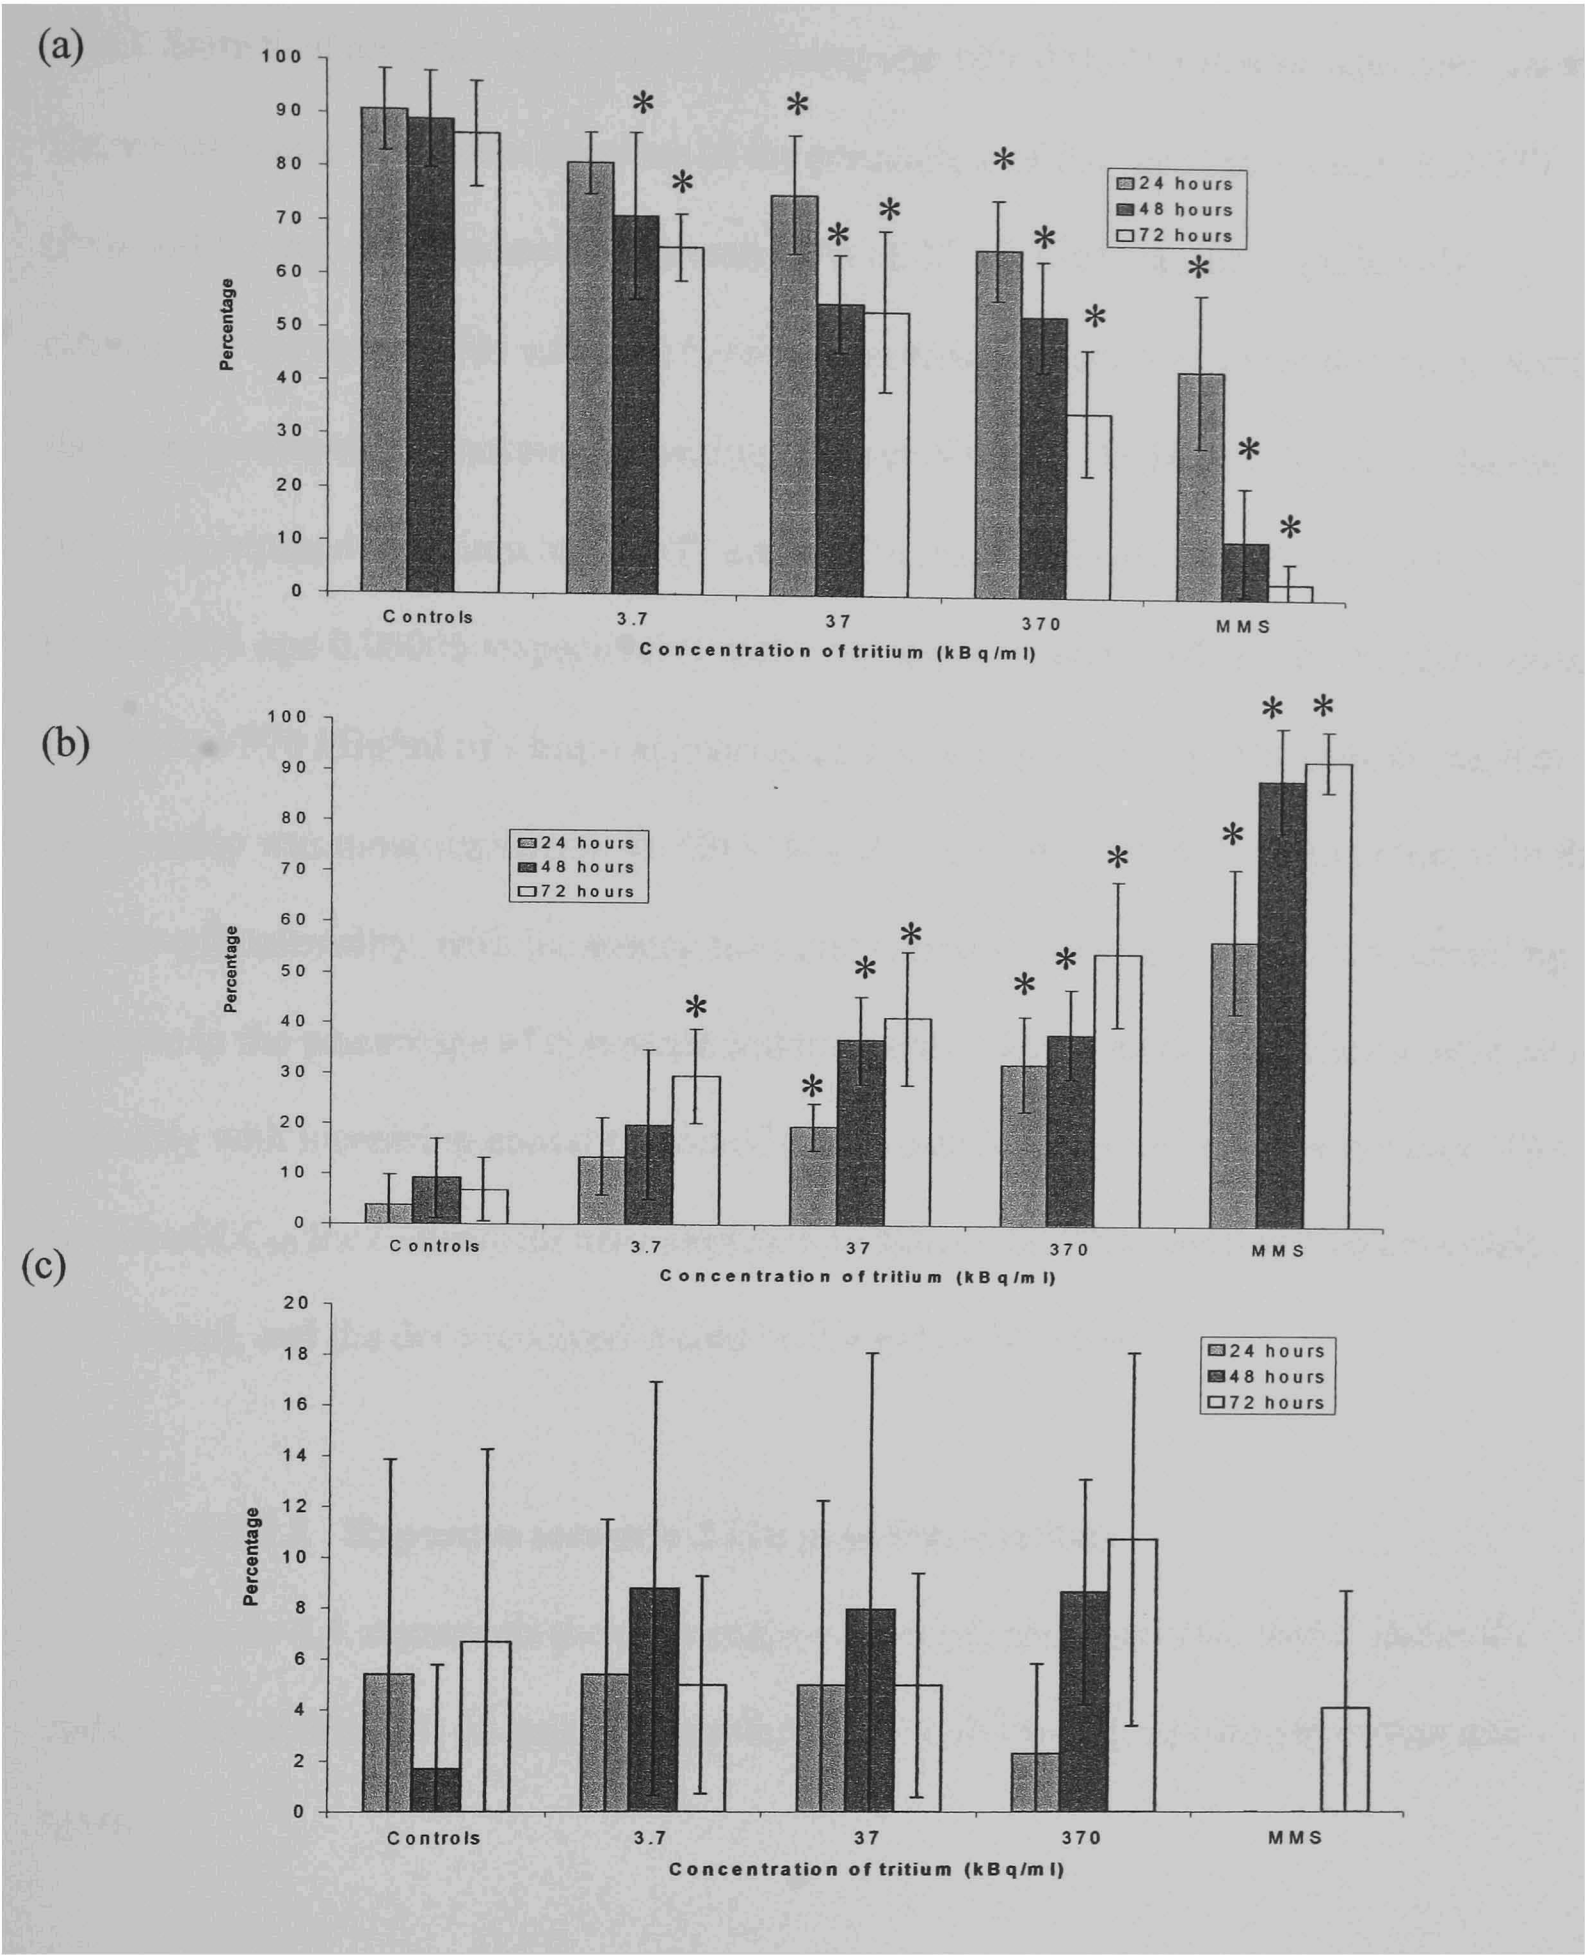 (a)
100
90
80
70
60
50
40
30
20
10
0
Percentage
* * * * * * * * * * *
24 hours
48 hours
72 hours
Controls 3.7 37 370 MMS
Concentration of tritium (kBq/ml)
(b)
100
90
80
70
60
50
40
30
20
10
0
Percentage
* * * * * * * * * *
24 hours
48 hours
72 hours
Controls 3.7 37 370 MMS
Concentration of tritium (kBq/ml)
(c)
20
18
16
14
12
10
8
6
4
2
0
Percentage
24 hours
48 hours
72 hours
Controls 3.7 37 370 MMS
Concentration of tritium (kBq/ml)